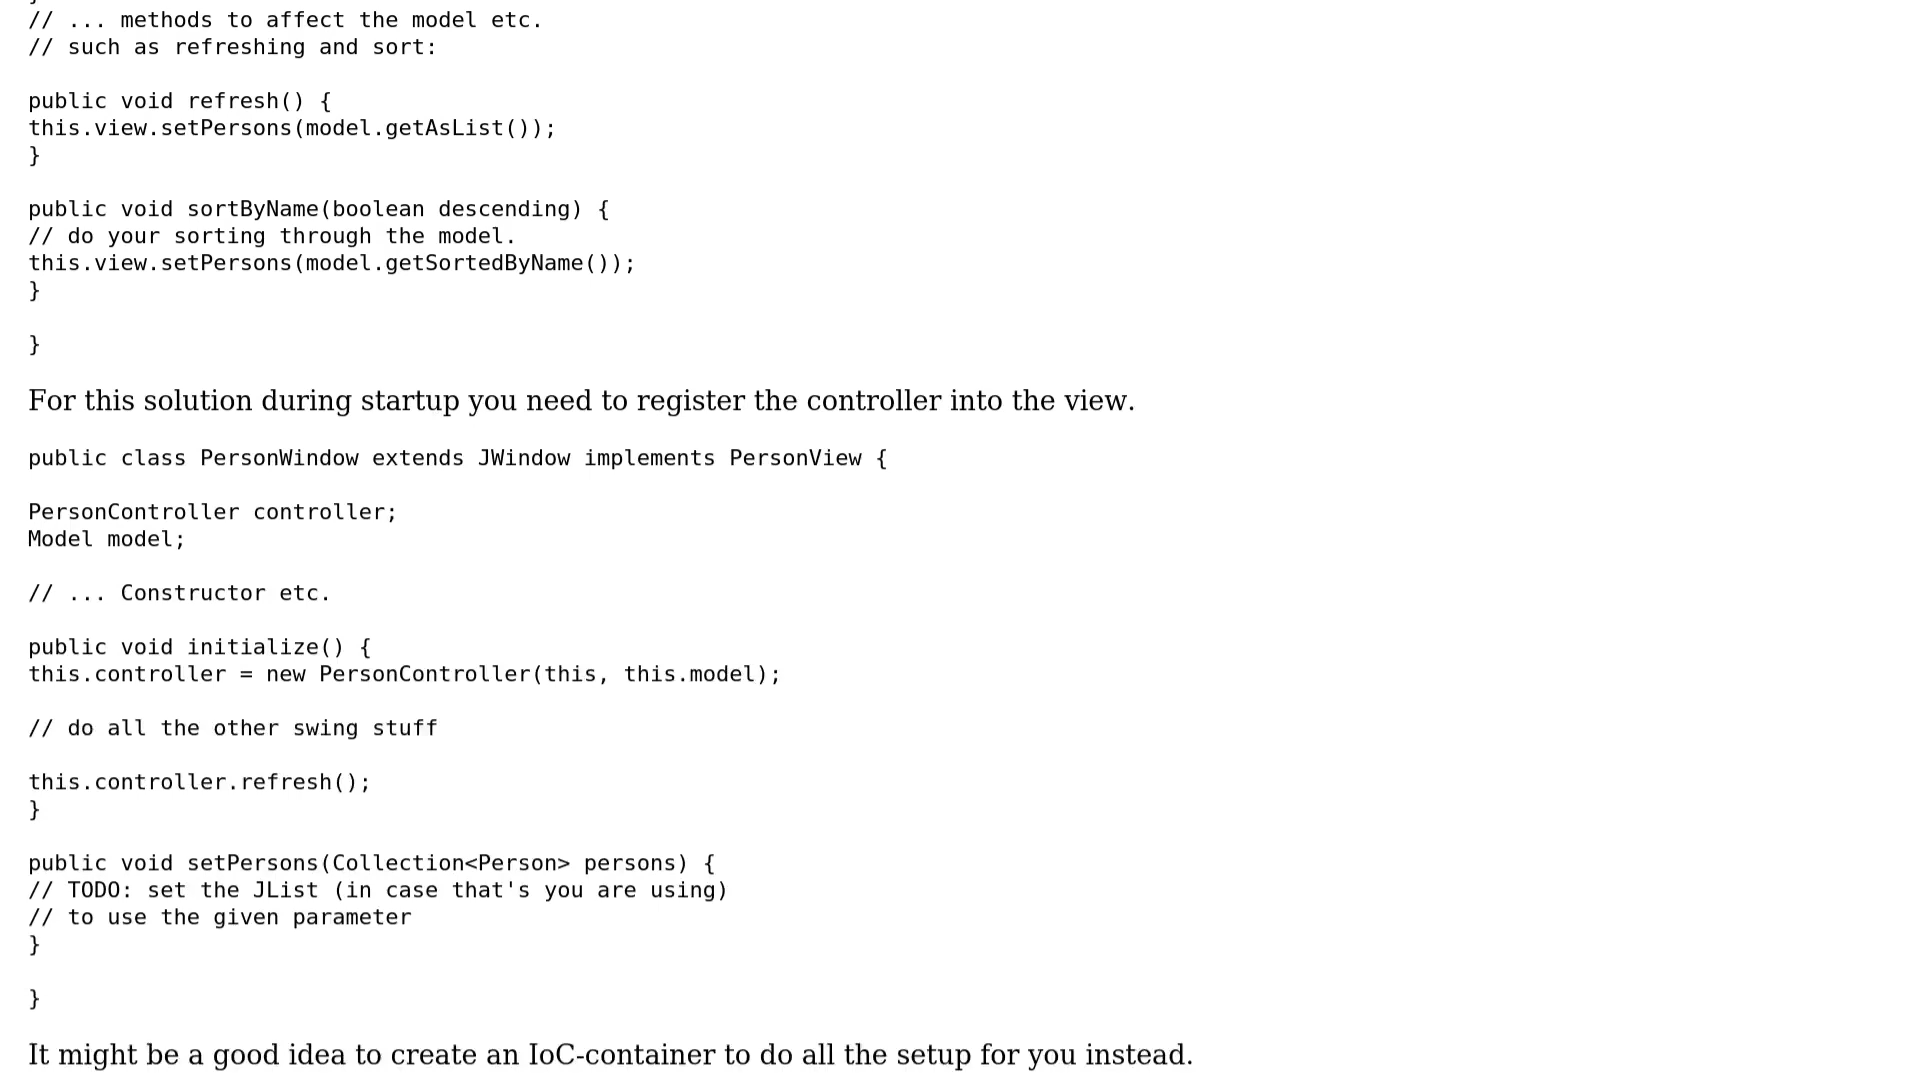 }
// ... methods to affect the model etc.
// such as refreshing and sort:
public void refresh() {
this.view.setPersons(model.getAsList());
}
public void sortByName(boolean descending) {
// do your sorting through the model.
this.view.setPersons(model.getSortedByName());
}
}
For this solution during startup you need to register the controller into the view.
public class PersonWindow extends JWindow implements PersonView {
PersonController controller;
Model model;
// ... Constructor etc.
public void initialize() {
this.controller = new PersonController(this, this.model);
// do all the other swing stuff
this.controller.refresh();
}
public void setPersons(Collection<Person> persons) {
// TODO: set the JList (in case that's you are using)
// to use the given parameter
}
}
It might be a good idea to create an IoC-container to do all the setup for you instead.